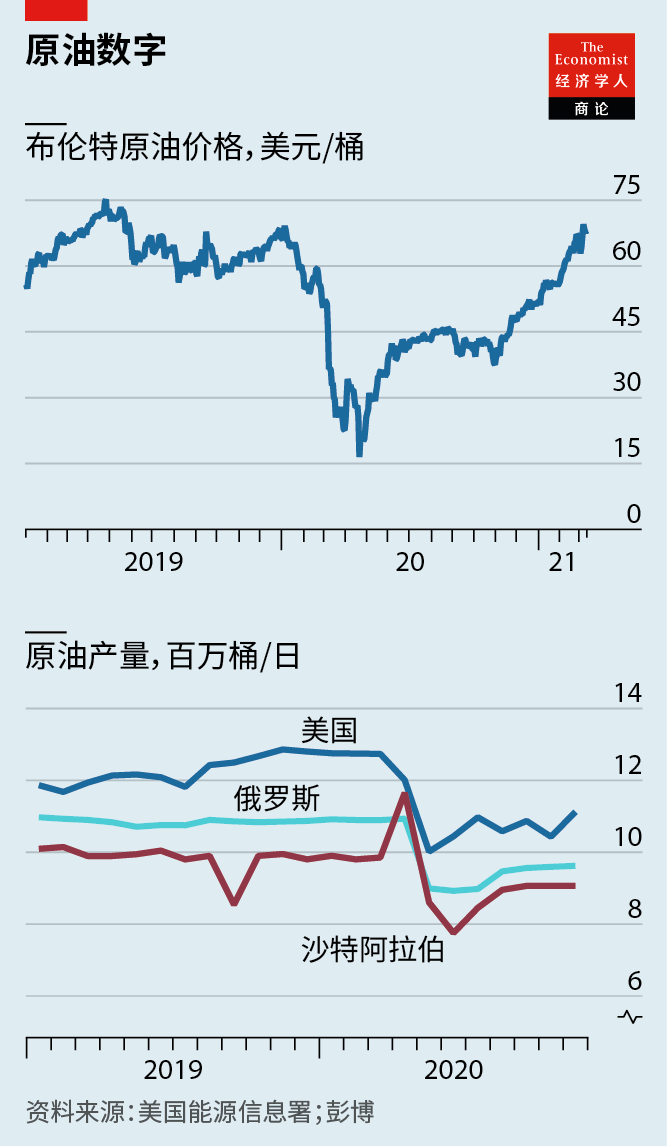 原油数字
The
Economist
经济学人
商论
布伦特原油价格，美元/桶
75
60
45
30
15
0
2019
20
21
原油产量，百万桶/日
14
美国
12
俄罗斯
10
8
沙特阿拉伯
6
2019
2020
资料来源：美国能源信息署；彭博